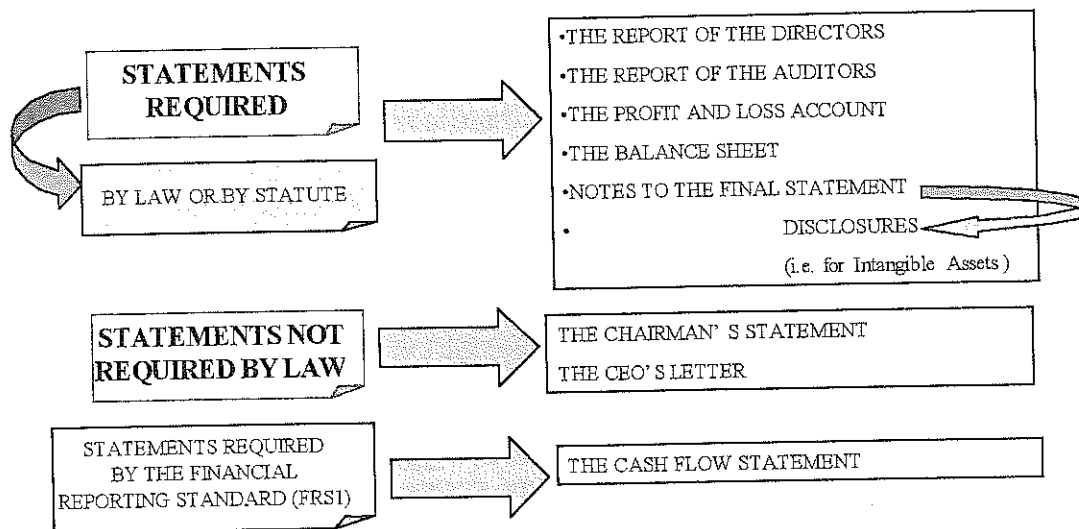 STATEMENTS
REQUIRED
BY LAW OR BY STATUTE
•THE REPORT OF THE DIRECTORS
•THE REPORT OF THE AUDITORS
•THE PROFIT AND LOSS ACCOUNT
•THE BALANCE SHEET
•NOTES TO THE FINAL STATEMENT
• DISCLOSURES
(i.e. for Intangible Assets)
STATEMENTS NOT
REQUIRED BY LAW
THE CHAIRMAN' S STATEMENT
THE CEO' S LETTER
STATEMENTS REQUIRED
BY THE FINANCIAL
REPORTING STANDARD (FRS1)
THE CASH FLOW STATEMENT